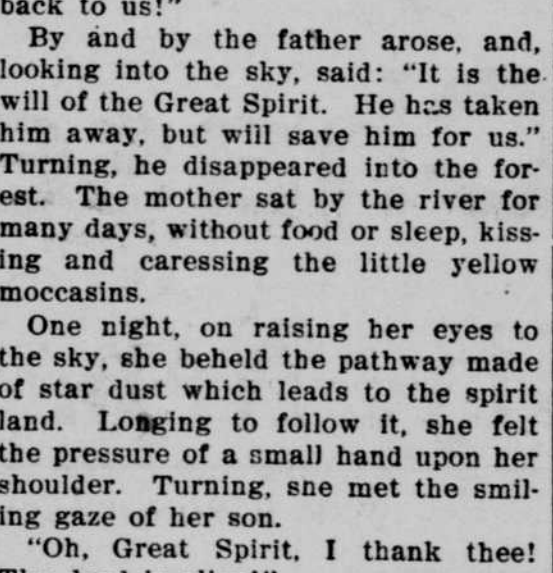 back to us!"
By and by the father arose, and,
looking into the sky, said: "It is the
will of the Great Spirit. He has taken
him away, but will save him for us."
Turning, he disappeared into the for-
est. The mother sat by the river for
many days, without food or sleep, kiss-
ing and caressing the little yellow
moccasins.
One night, on raising her eyes to
the sky, she beheld the pathway made
of star dust which leads to the spirit
land. Longing to follow it, she felt
the pressure of a small hand upon her
shoulder. Turning, she met the smil-
ing gaze of her son.
"Oh, Great Spirit, I thank thee!